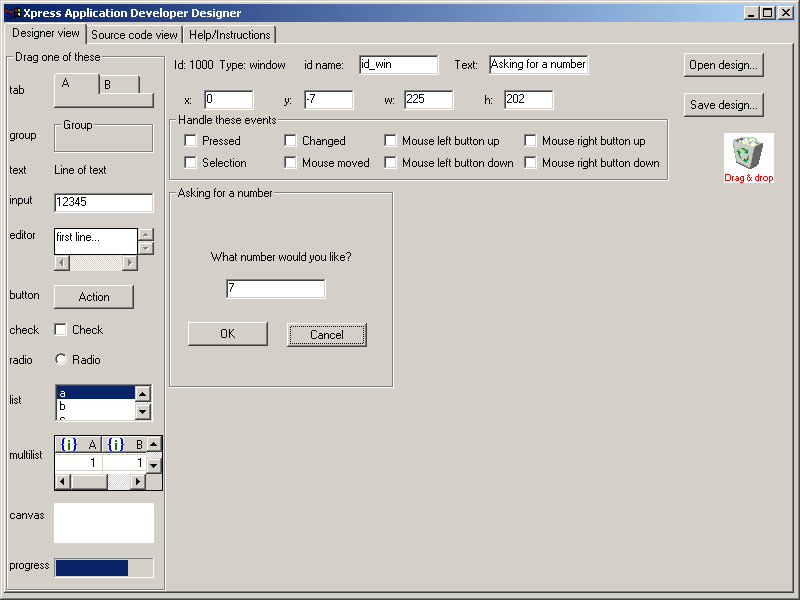 Xpress Application Developer Designer
Designer view Source code view Help/Instructions
Drag one of these
tab A B
group Group
text Line of text
input 12345
editor first line...
button Action
check Check
radio Radio
list a
b
multilist {i} A {i} B
1 1
canvas
progress
Id: 1000 Type: window id name: id_win Text: Asking for a number
x: 0 y: -7 w: 225 h: 202
Handle these events
Pressed Changed Mouse left button up Mouse right button up
Selection Mouse moved Mouse left button down Mouse right button down
Asking for a number
What number would you like?
7
OK Cancel
Open design...
Save design...
Drag & drop